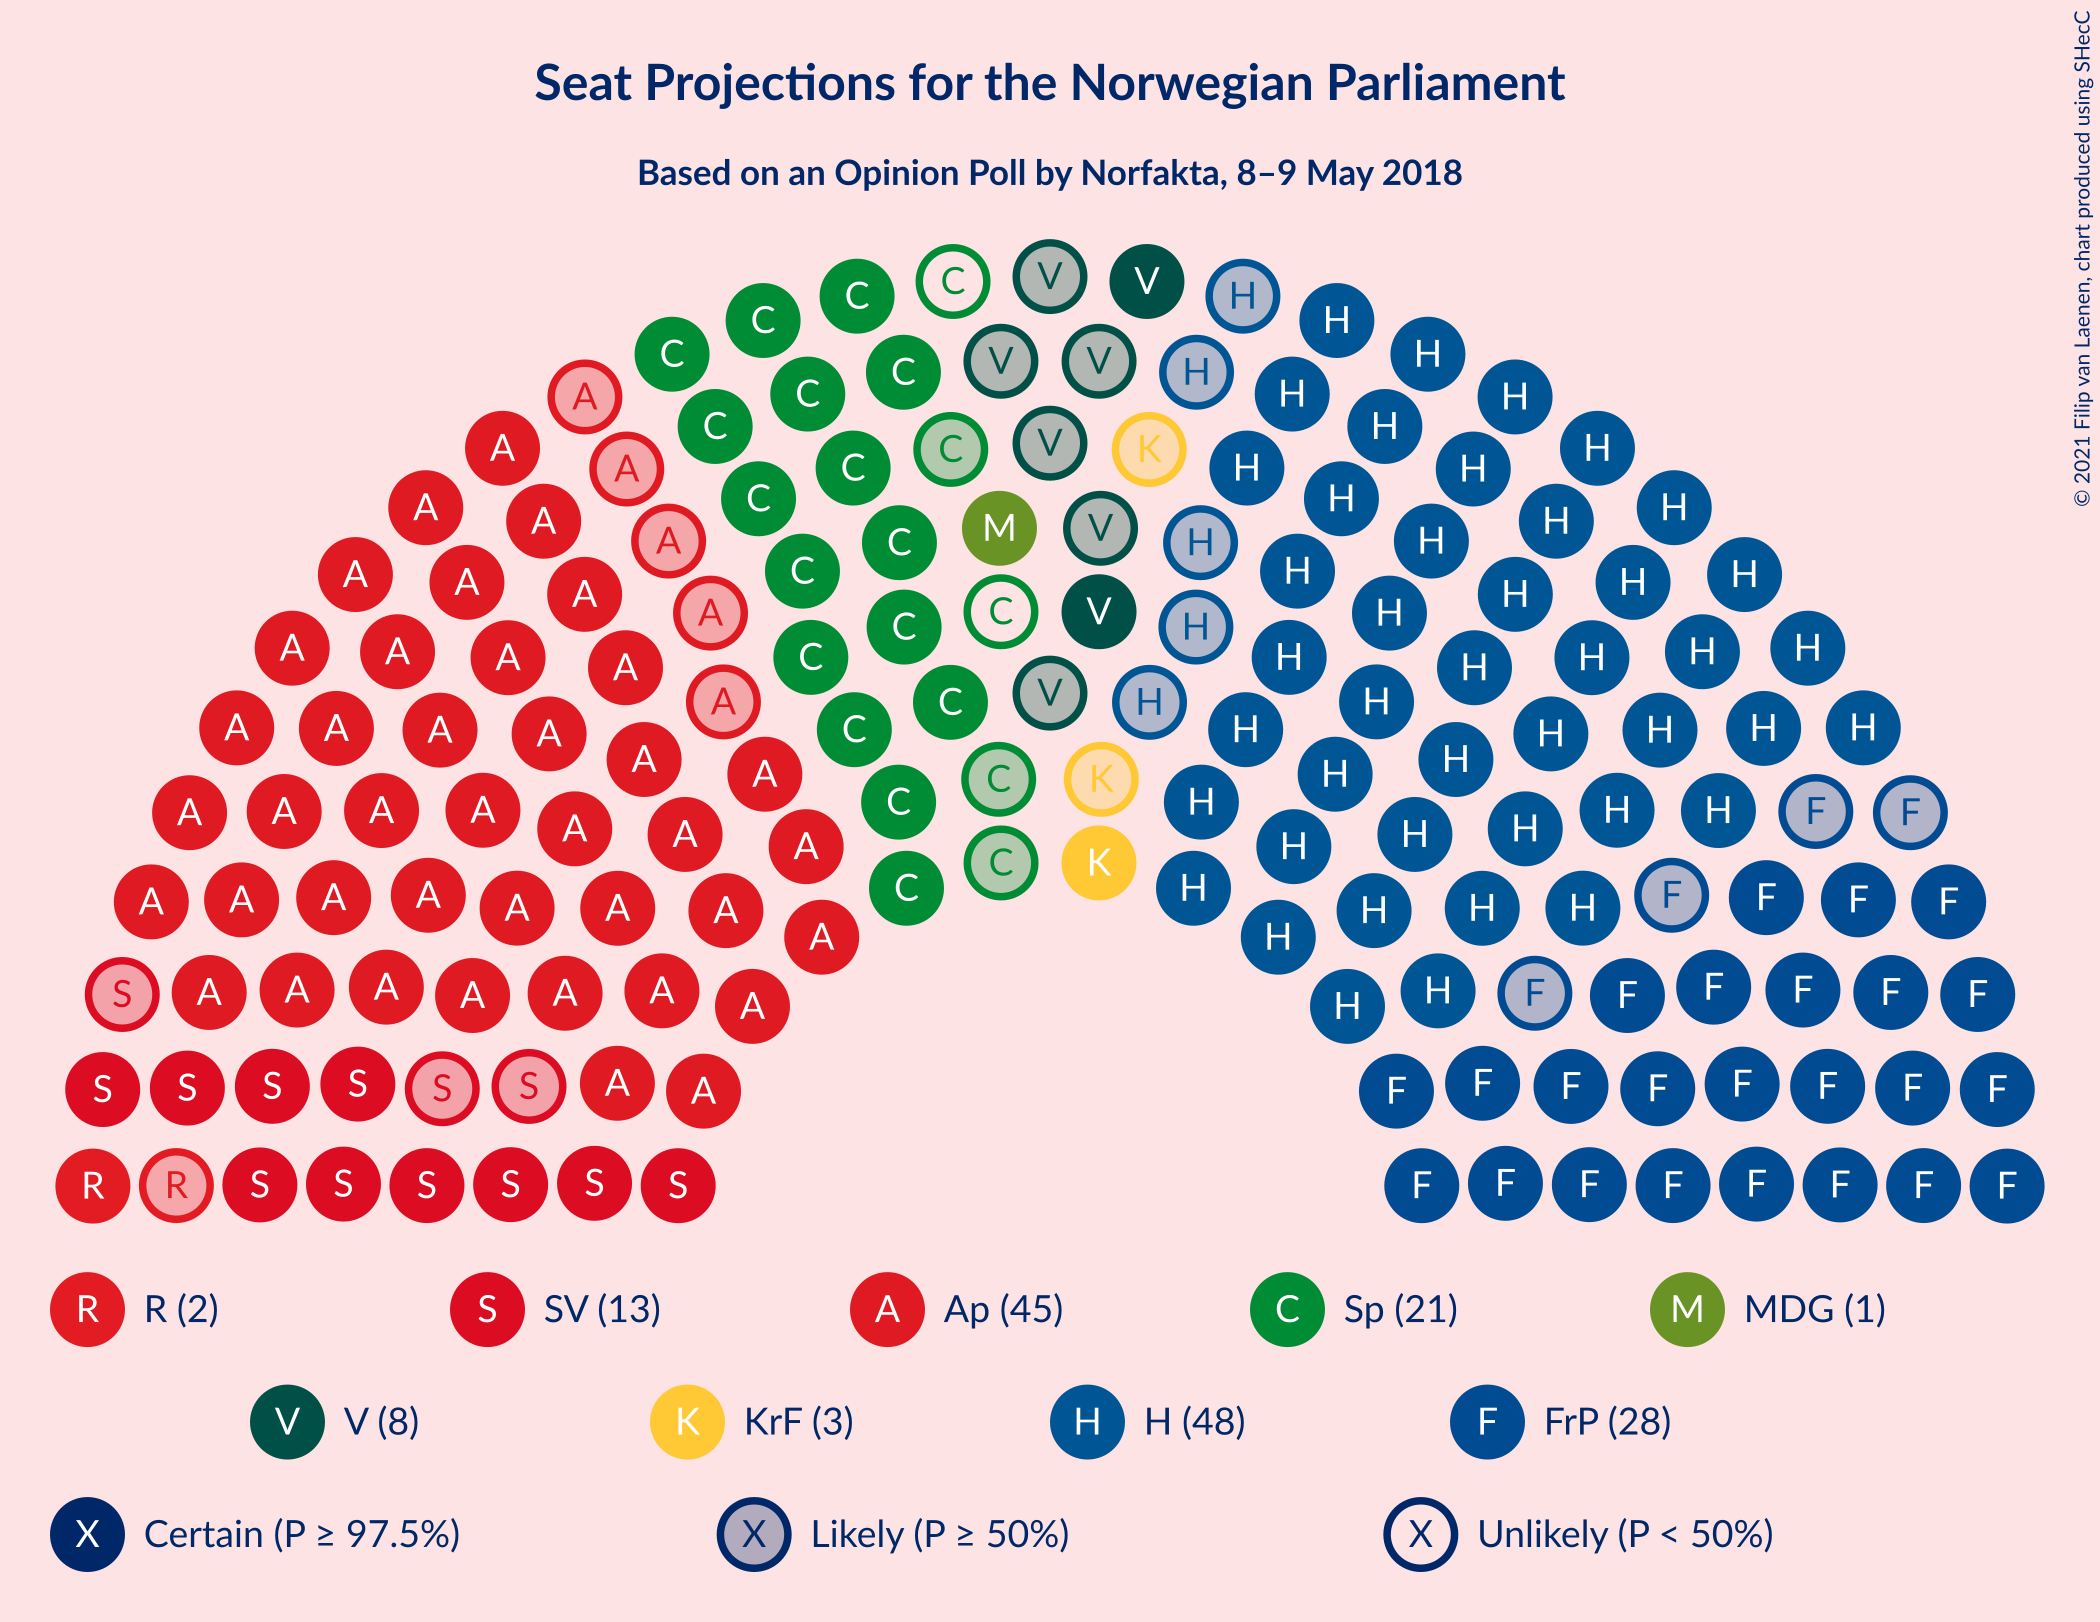 Seat Projections for the Norwegian Parliament
Based on an Opinion Poll by Norfakta, 8–9 May 2018
© 2021 Filip van Laenen, chart produced using SHecC
C V V H
C C H H
C C V V H H
A C C H H
A C C V K H H
A C H H
A A C C M V H H H H
A A C H H
A A A C C C V H H H H H
A A A C C V H H H H H
A A A A C K H H H H H
A A A A A A A C C K H H H H H H F F
A A A A A A A A C H H H H H F F F F
S A A A A A A A H H F F F F F F
S S S S S S A A F F F F F F F F
R R S S S S S S F F F F F F F F
R R (2) S SV (13) A Ap (45) C Sp (21) M MDG (1)
V V (8) K KrF (3) H H (48) F FrP (28)
X Certain (P ≥ 97.5%) X Likely (P ≥ 50%) X Unlikely (P < 50%)